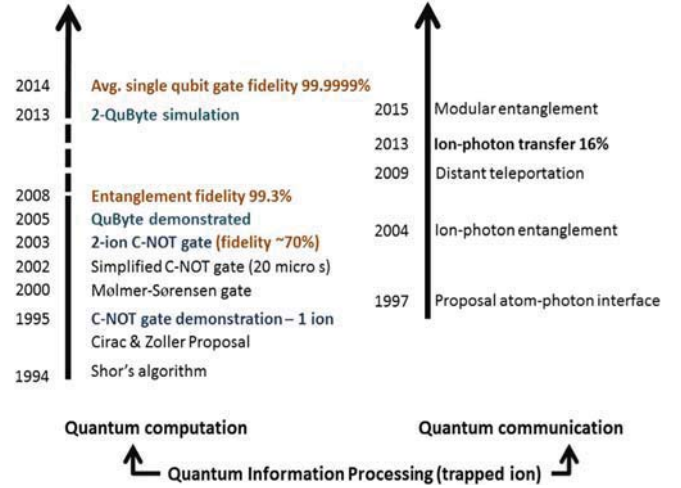 2014 Avg. single qubit gate fidelity 99.9999%
2013 2-QuByte simulation
2008 Entanglement fidelity 99.3%
2005 QuByte demonstrated
2003 2-ion C-NOT gate (fidelity ~70%)
2002 Simplified C-NOT gate (20 micro s)
2000 Mølmer-Sørensen gate
1995 C-NOT gate demonstration – 1 ion
Cirac & Zoller Proposal
1994 Shor's algorithm
Quantum computation
2015 Modular entanglement
2013 Ion-photon transfer 16%
2009 Distant teleportation
2004 Ion-photon entanglement
1997 Proposal atom-photon interface
Quantum communication
Quantum Information Processing (trapped ion)